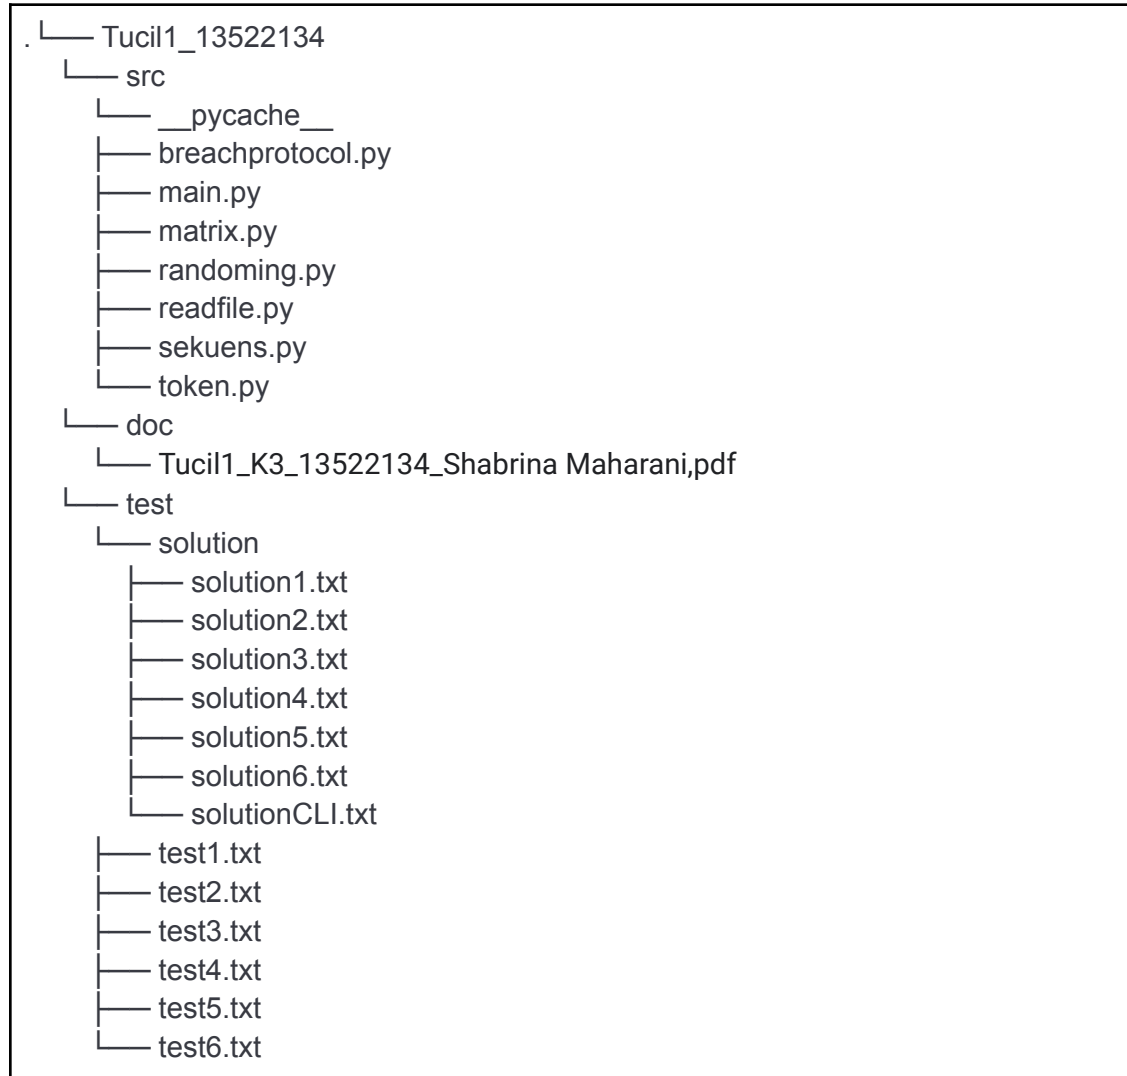 . └── Tucil1_13522134
└── src
└── __pycache__
├── breachprotocol.py
├── main.py
├── matrix.py
├── randoming.py
├── readfile.py
├── sekuens.py
└── token.py
└── doc
└── Tucil1_K3_13522134_Shabrina Maharani,pdf
└── test
└── solution
├── solution1.txt
├── solution2.txt
├── solution3.txt
├── solution4.txt
├── solution5.txt
├── solution6.txt
└── solutionCLI.txt
├── test1.txt
├── test2.txt
├── test3.txt
├── test4.txt
├── test5.txt
└── test6.txt